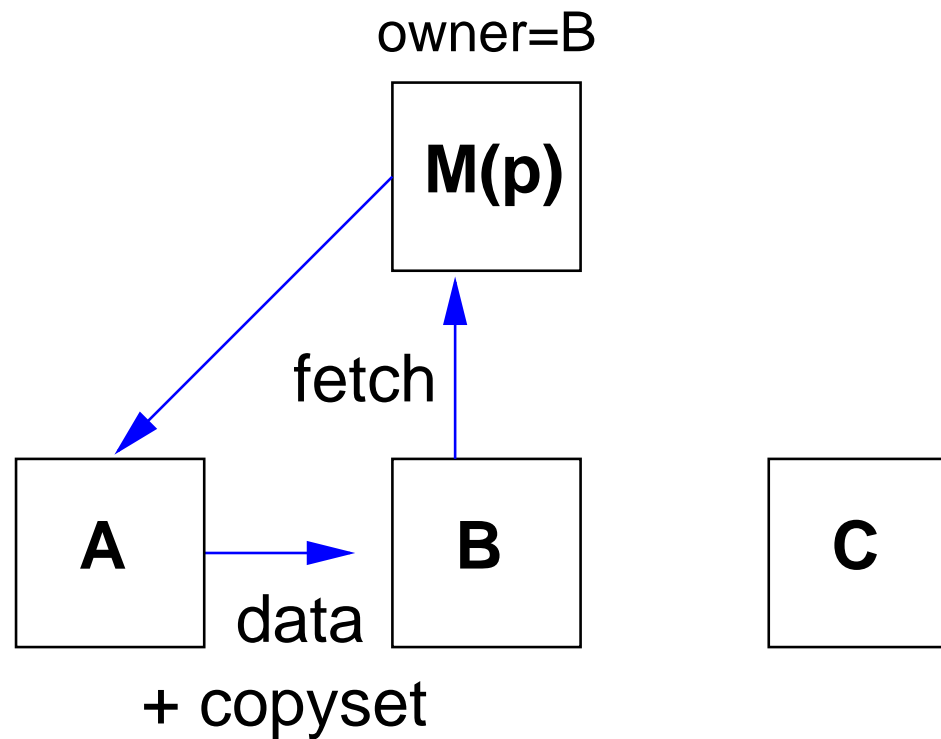 owner=B
M(p)
fetch
A
B
C
data
+ copyset